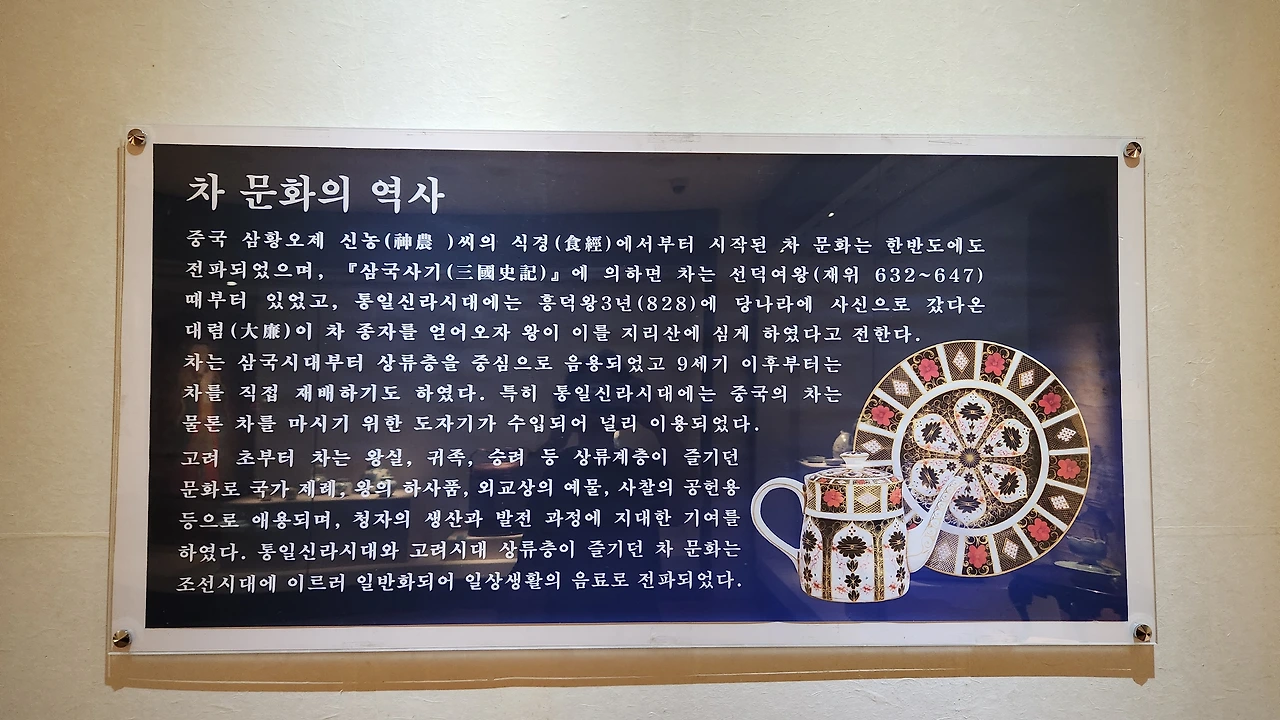 차 문화의 역사
중국 삼황오제 신농(神農 )씨의 식경(食經)에서부터 시작된 차 문화는 한반도에도
전파되었으며, 『삼국사기(三國史記)』에 의하면 차는 선덕여왕(재위 632~647)
때부터 있었고, 통일신라시대에는 흥덕왕3년(828)에 당나라에 사신으로 갔다온
대렴(大廉)이 차 종자를 얻어오자 왕이 이를 지리산에 심게 하였다고 전한다.
차는 삼국시대부터 상류층을 중심으로 음용되었고 9세기 이후부터는
차를 직접 재배하기도 하였다. 특히 통일신라시대에는 중국의 차는
물론 차를 마시기 위한 도자기가 수입되어 널리 이용되었다.
고려 초부터 차는 왕실, 귀족, 승려 등 상류계층이 즐기던
문화로 국가 제례, 왕의 하사품, 외교상의 예물, 사찰의 공헌용
등으로 애용되며, 청자의 생산과 발전 과정에 지대한 기여를
하였다. 통일신라시대와 고려시대 상류층이 즐기던 차 문화는
조선시대에 이르러 일반화되어 일상생활의 음료로 전파되었다.